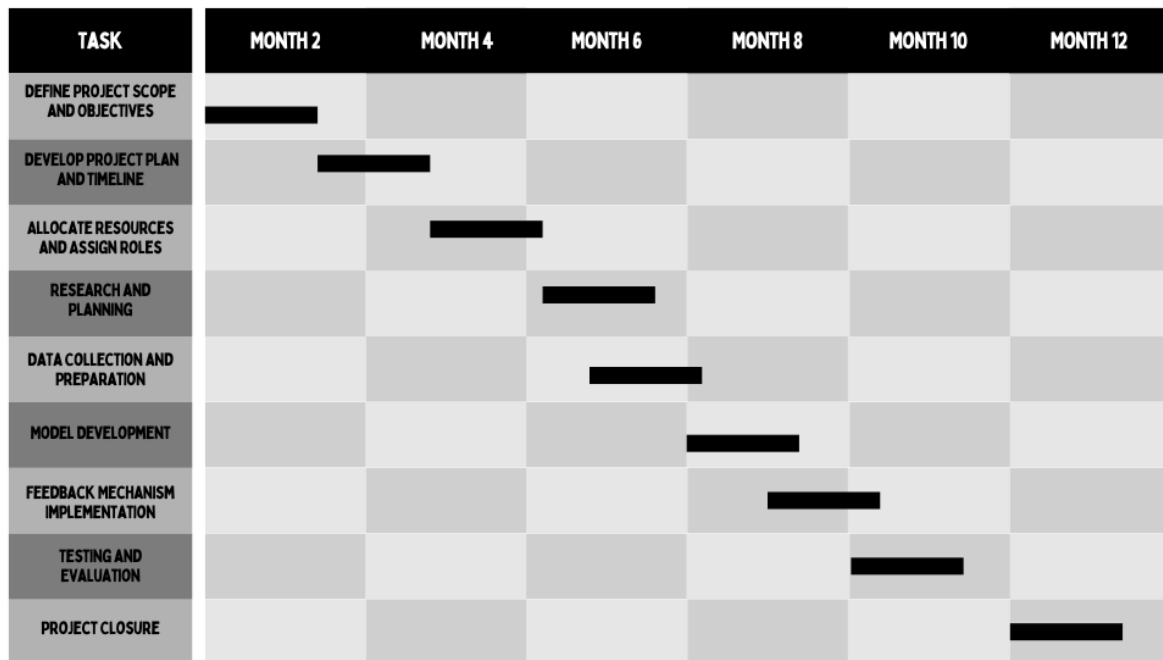 TASK MONTH 2 MONTH 4 MONTH 6 MONTH 8 MONTH 10 MONTH 12
DEFINE PROJECT SCOPE
AND OBJECTIVES
DEVELOP PROJECT PLAN
AND TIMELINE
ALLOCATE RESOURCES
AND ASSIGN ROLES
RESEARCH AND
PLANNING
DATA COLLECTION AND
PREPARATION
MODEL DEVELOPMENT
FEEDBACK MECHANISM
IMPLEMENTATION
TESTING AND
EVALUATION
PROJECT CLOSURE